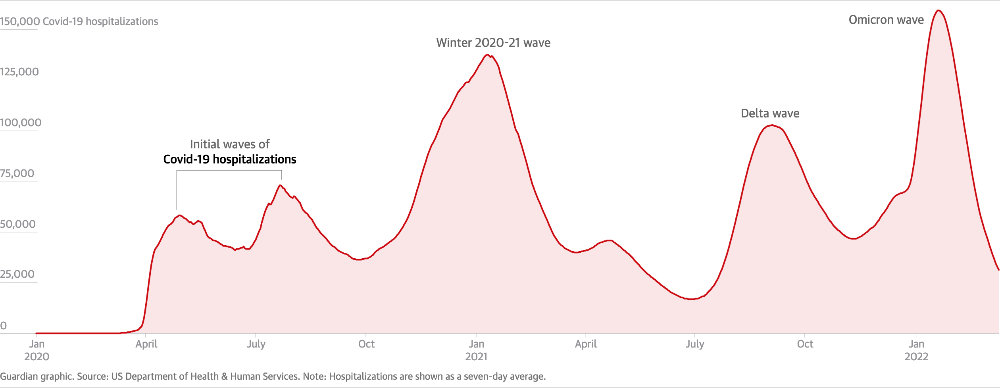 150,000 Covid-19 hospitalizations
Omicron wave
Winter 2020-21 wave
125,000
Delta wave
100,000
Initial waves of
Covid-19 hospitalizations
75,000
50,000
25,000
0
Jan April July Oct Jan April July Oct Jan
2020 2021 2022
Guardian graphic. Source: US Department of Health & Human Services. Note: Hospitalizations are shown as a seven-day average.